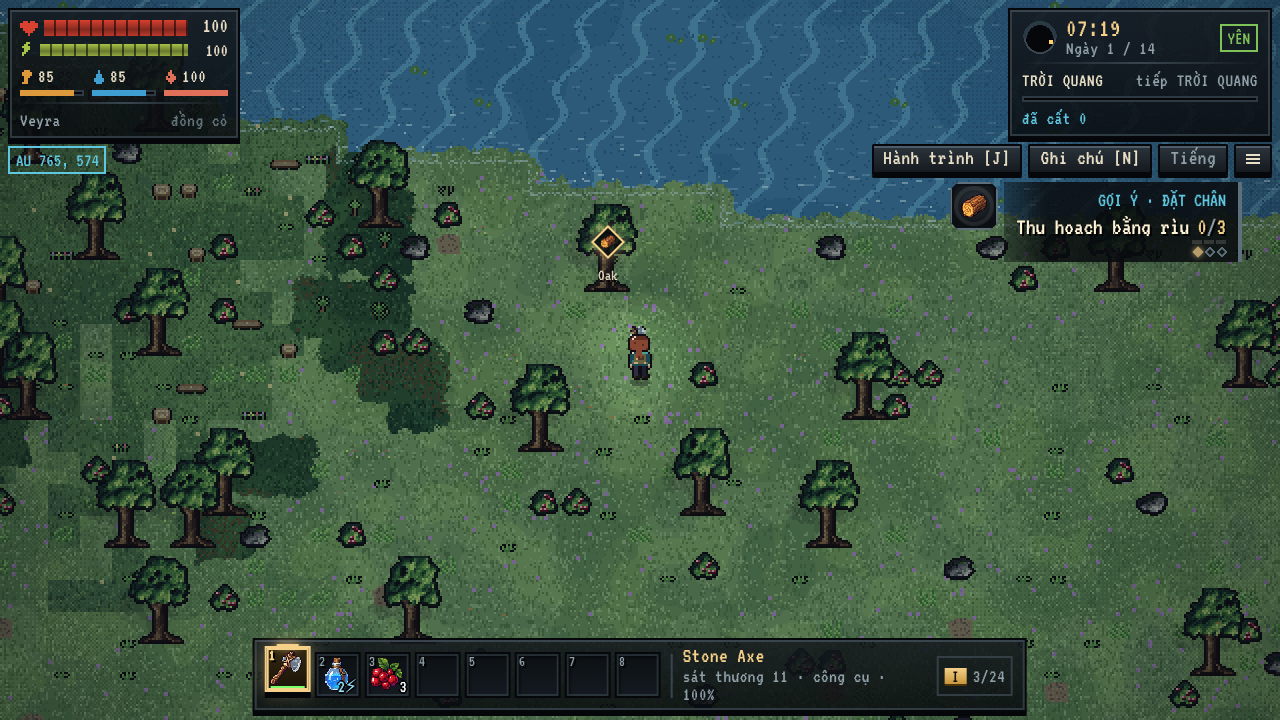 100
100
85 85 100
Veyra đồng cỏ
AU 765, 574
07:19
Ngày 1 / 14
YÊN
TRỜI QUANG tiếp TRỜI QUANG
đã cất 0
Hành trình [J] Ghi chú [N] Tiếng
GỢI Ý · ĐẶT CHÂN
Thu hoạch bằng rìu 0/3
Oak
1 2 3 4 5 6 7 8
2 3
Stone Axe
sát thương 11 · công cụ ·
100%
I 3/24